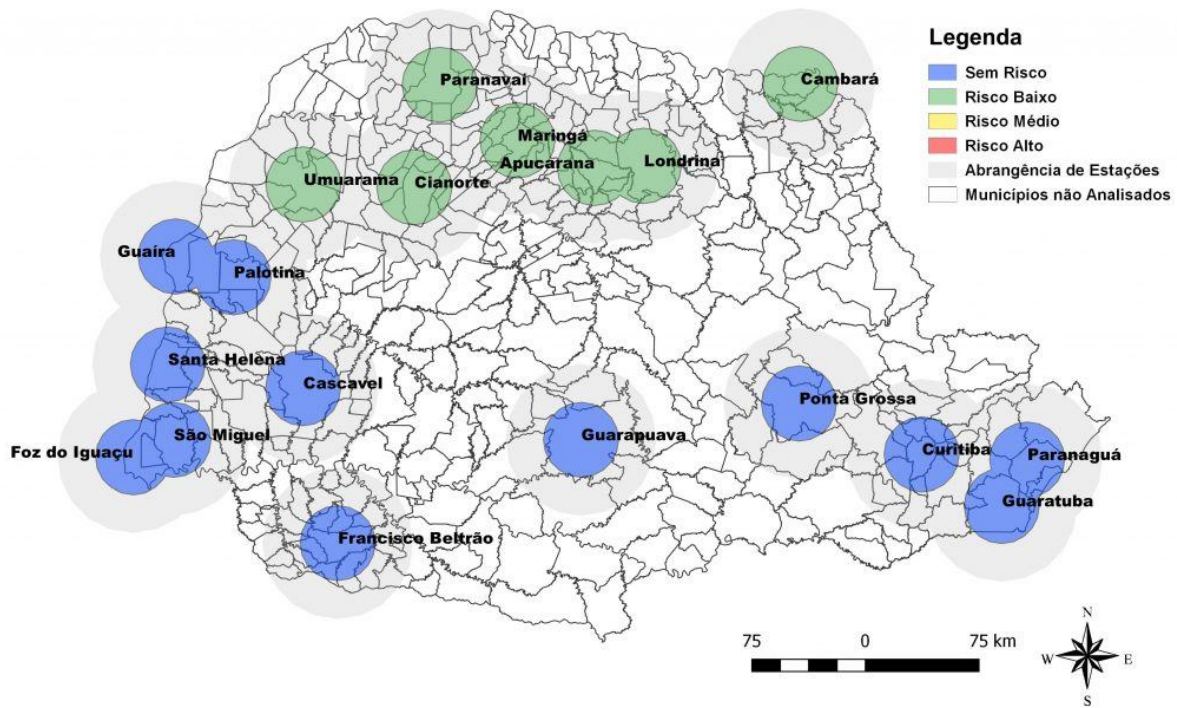 Legenda
Sem Risco
Risco Baixo
Risco Médio
Risco Alto
Abrangência de Estações
Municípios não Analisados
Paranavaí
Cambará
Maringá
Apucarana
Londrina
Umuarama
Cianorte
Guaíra
Palotina
Santa Helena
Cascavel
Ponta Grossa
São Miguel
Guarapuava
Foz do Iguaçu
Curitiba
Paranaguá
Guaratuba
Francisco Beltrão
75 0 75 km
N
W E
S